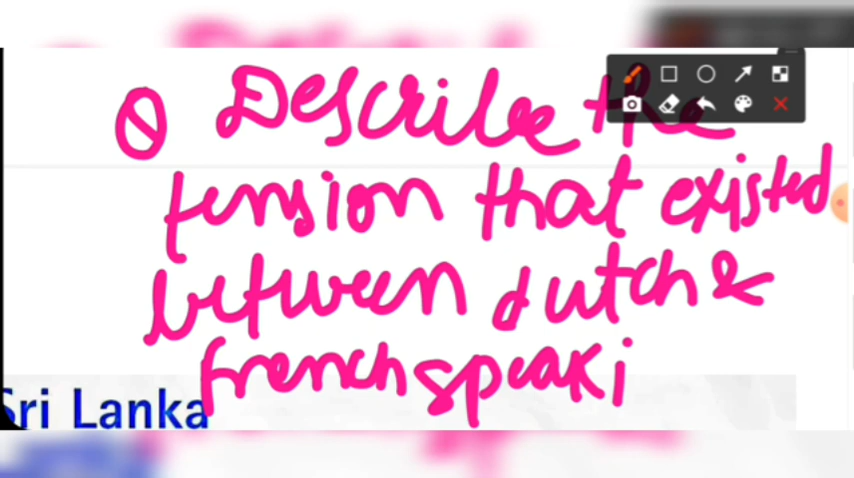 Q Describe the
tension that existed
between dutch &
french speaki
Sri Lanka